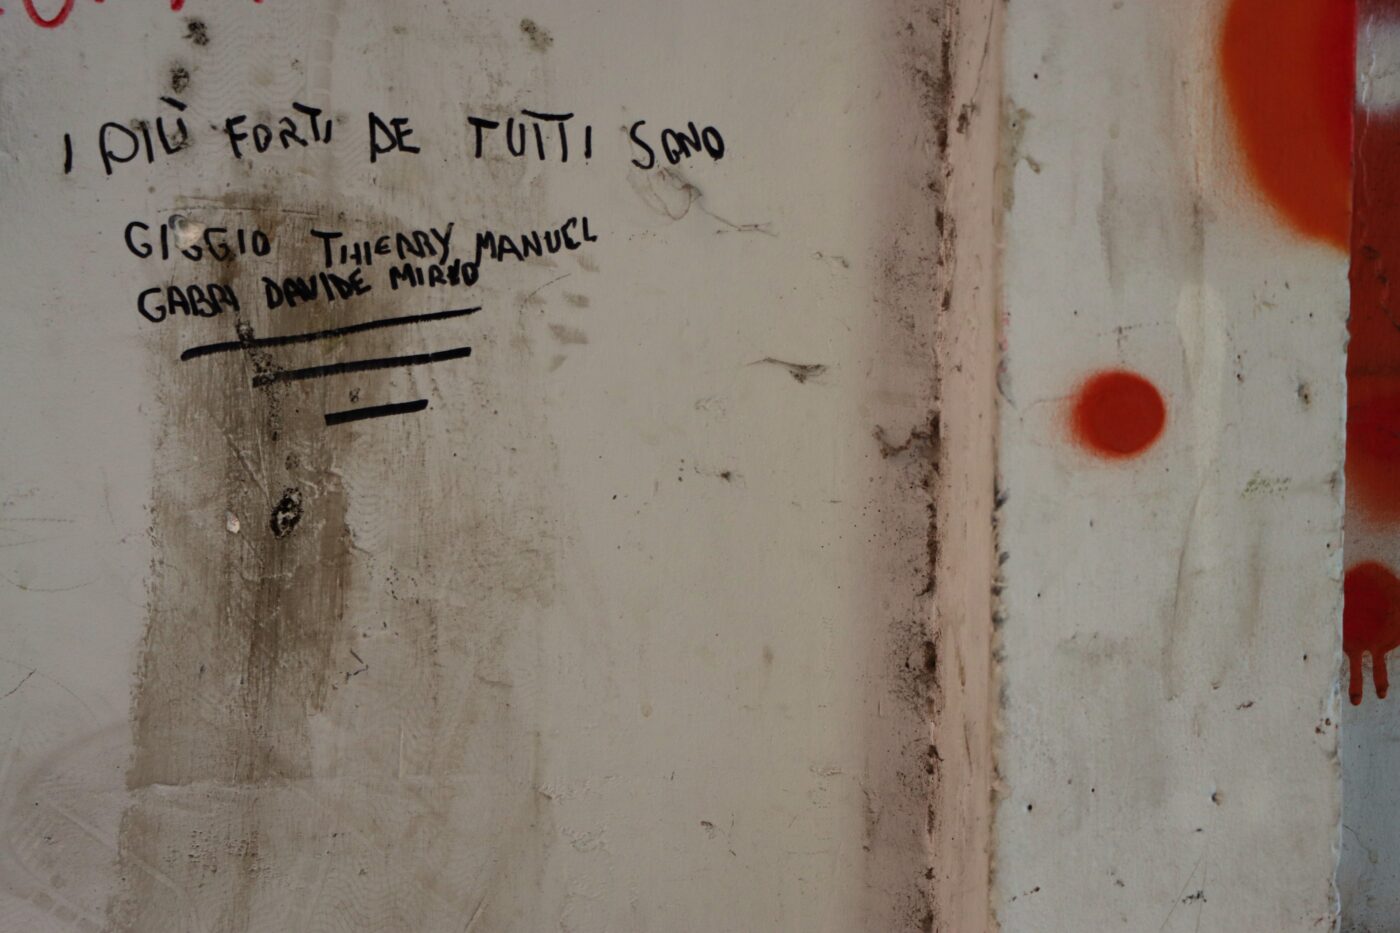 I PIÙ FORTI DE TUTTI SONO
GIGGIO THIERRY MANUEL
GABRI DAVIDE MIRKO